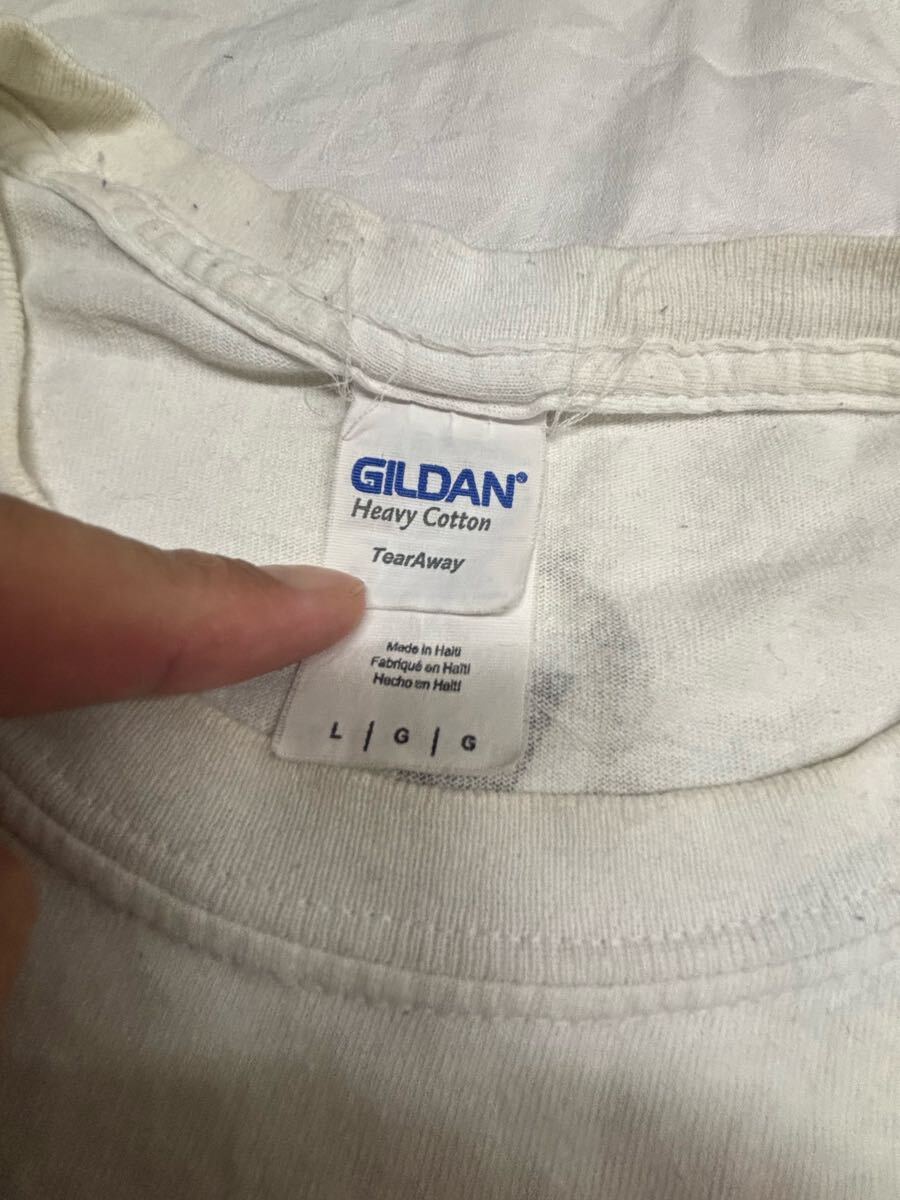 GILDAN®
Heavy Cotton
TearAway
Made in Haiti
Fabriqué en Haïti
Hecho en Haití
L | G | G